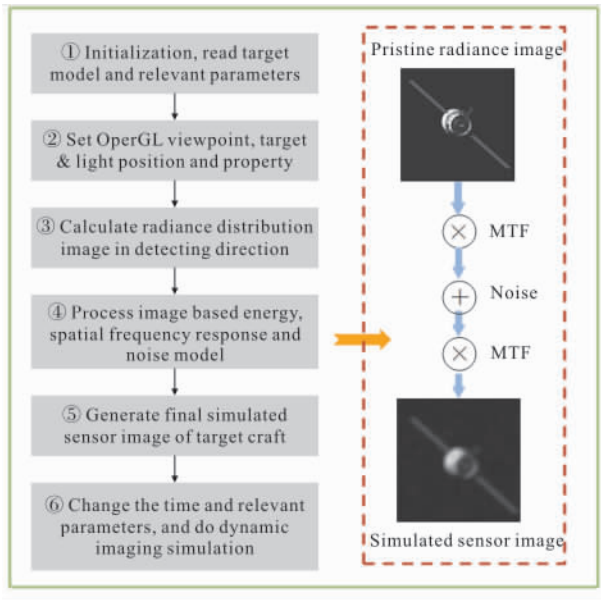 ① Initialization, read target
model and relevant parameters
② Set OperGL viewpoint, target
& light position and property
③ Calculate radiance distribution
image in detecting direction
④ Process image based energy,
spatial frequency response and
noise model
⑤ Generate final simulated
sensor image of target craft
⑥ Change the time and relevant
parameters, and do dynamic
imaging simulation
Pristine radiance image
MTF
Noise
MTF
Simulated sensor image